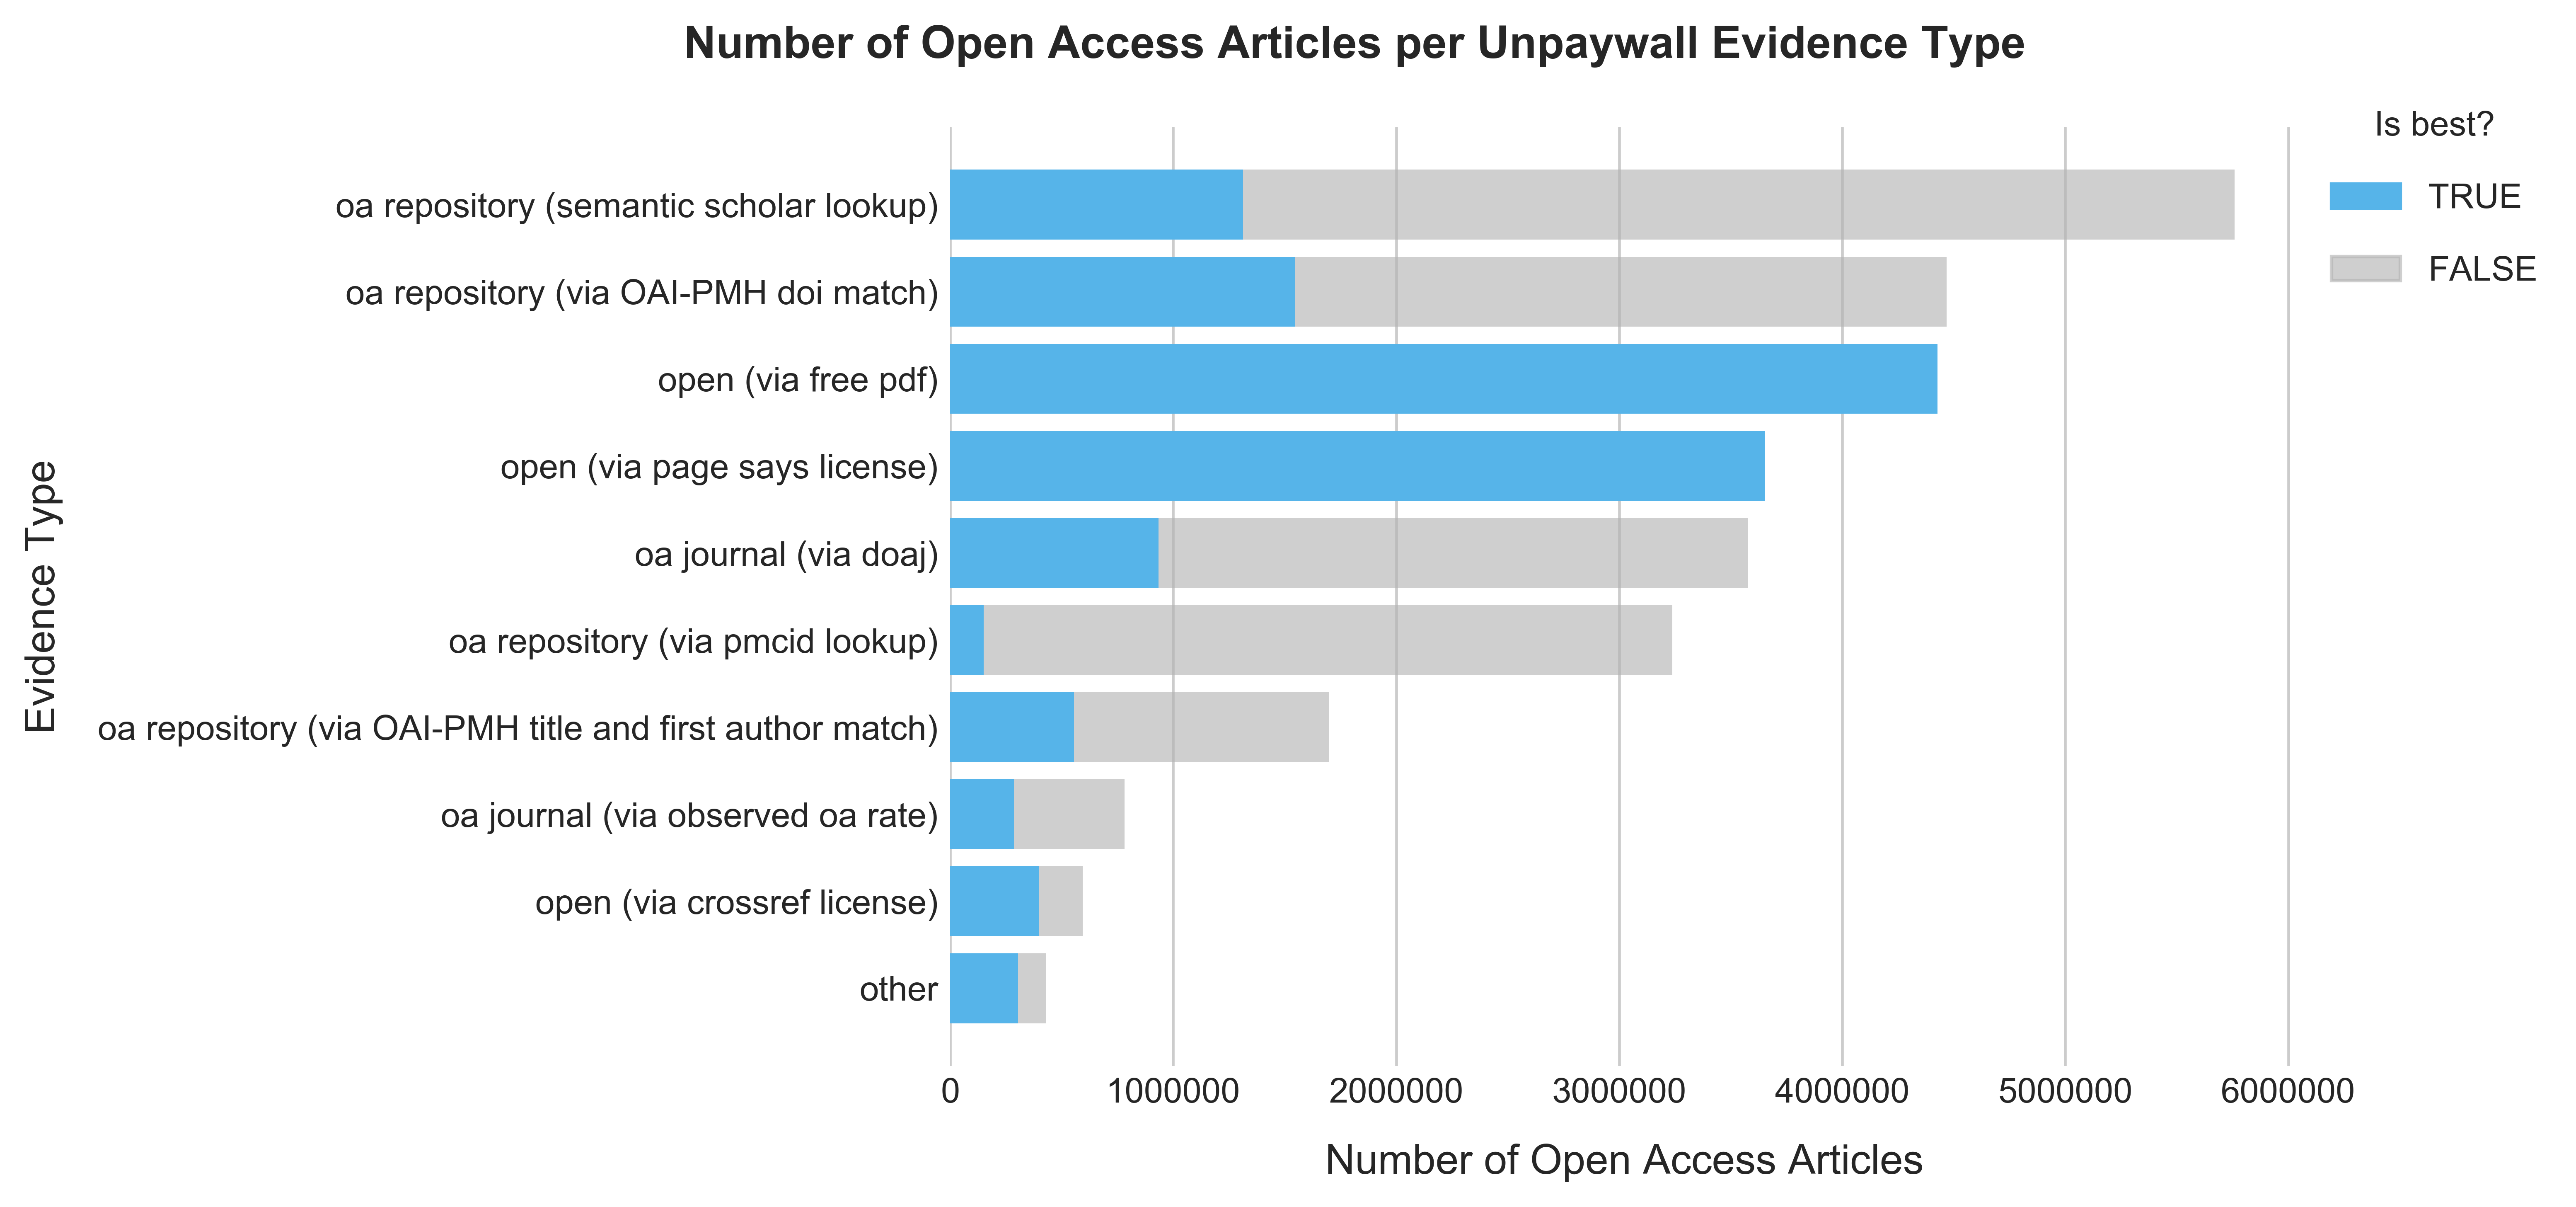 Number of Open Access Articles per Unpaywall Evidence Type
Is best?
TRUE
FALSE
Evidence Type
oa repository (semantic scholar lookup)
oa repository (via OAI-PMH doi match)
open (via free pdf)
open (via page says license)
oa journal (via doaj)
oa repository (via pmcid lookup)
oa repository (via OAI-PMH title and first author match)
oa journal (via observed oa rate)
open (via crossref license)
other
0 1000000 2000000 3000000 4000000 5000000 6000000
Number of Open Access Articles